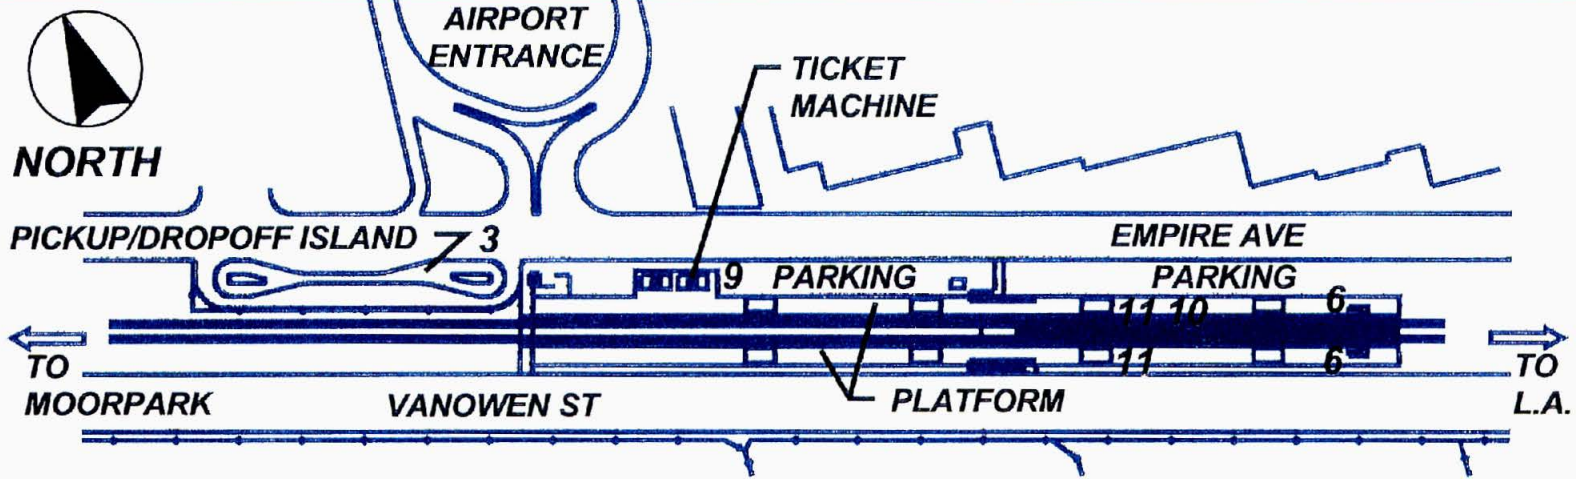 AIRPORT
ENTRANCE
TICKET
MACHINE
NORTH
PICKUP/DROPOFF ISLAND 3
EMPIRE AVE
9 PARKING
PARKING
11 10
6
11
6
TO
MOORPARK
VANOWEN ST
PLATFORM
TO
L.A.